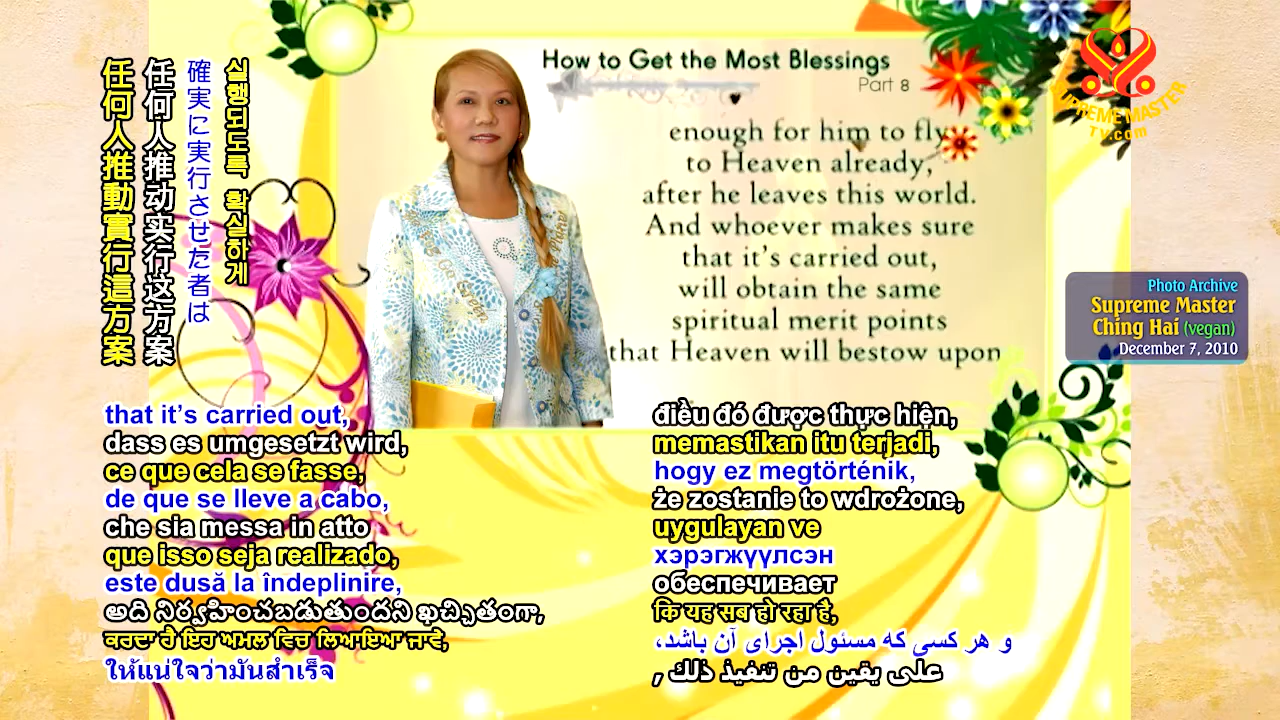 How to Get the Most Blessings
Part 8
enough for him to fly
to Heaven already,
after he leaves this world.
And whoever makes sure
that it's carried out,
will obtain the same
spiritual merit points
that Heaven will bestow upon
SUPREME MASTER
TV.com
Photo Archive
Supreme Master
Ching Hai (vegan)
December 7, 2010
任何人推動實行這方案
任何人推动实行这方案
確実に実行させた者は
실행되도록 확실하게
that it's carried out,
dass es umgesetzt wird,
ce que cela se fasse,
de que se lleve a cabo,
che sia messa in atto
que isso seja realizado,
este dusă la îndeplinire,
అది నిర్వహించబడుతుందని ఖచ్చితంగా,
ਕਰਦਾ ਹੈ ਇਹ ਅਮਲ ਵਿਚ ਲਿਆਇਆ ਜਾਵੇ,
ให้แน่ใจว่ามันสำเร็จ
điều đó được thực hiện,
memastikan itu terjadi,
hogy ez megtörténik,
że zostanie to wdrożone,
uygulayan ve
хэрэгжүүлсэн
обеспечивает
कि यह सब हो रहा है,
و هر کسی که مسئول اجرای آن باشد،
على يقين من تنفيذ ذلك ,